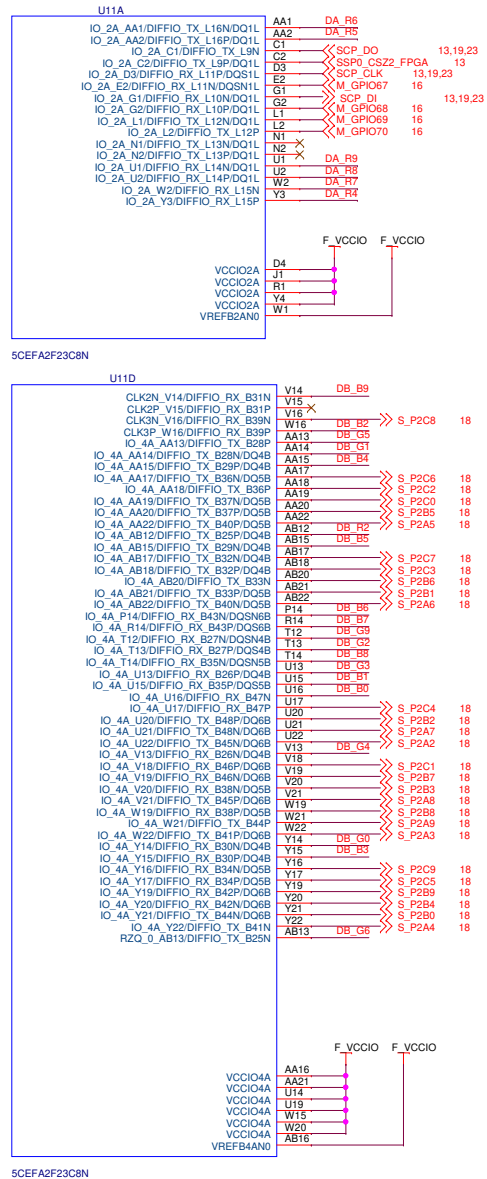 U11A
IO_2A_AA1/DIFFIO_TX_L16N/DQ1L AA1 DA_R6
IO_2A_AA2/DIFFIO_TX_L16P/DQ1L AA2 DA_R5
IO_2A_C1/DIFFIO_TX_L9N C1 SCP_DO 13,19,23
IO_2A_C2/DIFFIO_TX_L9P/DQ1L C2 SSP0_CSZ2_FPGA 13
IO_2A_D3/DIFFIO_RX_L11P/DQS1L D3 SCP_CLK 13,19,23
IO_2A_E2/DIFFIO_RX_L11N/DQSN1L E2 M_GPIO67 16
IO_2A_G1/DIFFIO_RX_L10N/DQ1L G1 SCP_DI 13,19,23
IO_2A_G2/DIFFIO_RX_L10P/DQ1L G2 M_GPIO68 16
IO_2A_L1/DIFFIO_TX_L12N/DQ1L L1 M_GPIO69 16
IO_2A_L2/DIFFIO_TX_L12P L2 M_GPIO70 16
IO_2A_N1/DIFFIO_TX_L13N/DQ1L N1
IO_2A_N2/DIFFIO_TX_L13P/DQ1L N2
IO_2A_U1/DIFFIO_RX_L14N/DQ1L U1 DA_R9
IO_2A_U2/DIFFIO_RX_L14P/DQ1L U2 DA_R8
IO_2A_W2/DIFFIO_RX_L15N W2 DA_R7
IO_2A_Y3/DIFFIO_RX_L15P Y3 DA_R4
F_VCCIO F_VCCIO
VCCIO2A D4
VCCIO2A J1
VCCIO2A R1
VCCIO2A Y4
VREFB2AN0 W1
5CEFA2F23C8N
U11D
CLK2N_V14/DIFFIO_RX_B31N V14 DB_B9
CLK2P_V15/DIFFIO_RX_B31P V15
CLK3N_V16/DIFFIO_RX_B39N V16 S_P2C8 18
CLK3P_W16/DIFFIO_RX_B39P W16 DB_B2
IO_4A_AA13/DIFFIO_TX_B28P AA13 DB_G5
IO_4A_AA14/DIFFIO_TX_B28N/DQ4B AA14 DB_G1
IO_4A_AA15/DIFFIO_TX_B29P/DQ4B AA15 DB_B4
IO_4A_AA17/DIFFIO_TX_B36N/DQ5B AA17 S_P2C6 18
IO_4A_AA18/DIFFIO_TX_B36P AA18 S_P2C2 18
IO_4A_AA19/DIFFIO_TX_B37N/DQ5B AA19 S_P2C0 18
IO_4A_AA20/DIFFIO_TX_B37P/DQ5B AA20 S_P2B5 18
IO_4A_AA22/DIFFIO_TX_B40P/DQ5B AA22 S_P2A5 18
IO_4A_AB12/DIFFIO_TX_B25P/DQ4B AB12 DB_R2
IO_4A_AB15/DIFFIO_TX_B29N/DQ4B AB15 DB_B5
IO_4A_AB17/DIFFIO_TX_B32N/DQ4B AB17 S_P2C7 18
IO_4A_AB18/DIFFIO_TX_B32P/DQ4B AB18 S_P2C3 18
IO_4A_AB20/DIFFIO_TX_B33N AB20 S_P2B6 18
IO_4A_AB21/DIFFIO_TX_B33P/DQ5B AB21 S_P2B1 18
IO_4A_AB22/DIFFIO_TX_B40N/DQ5B AB22 S_P2A6 18
IO_4A_P14/DIFFIO_RX_B43N/DQSN6B P14 DB_B6
IO_4A_R14/DIFFIO_RX_B43P/DQS6B R14 DB_B7
IO_4A_T12/DIFFIO_RX_B27N/DQSN4B T12 DB_G9
IO_4A_T13/DIFFIO_RX_B27P/DQS4B T13 DB_G2
IO_4A_T14/DIFFIO_RX_B35N/DQSN5B T14 DB_B8
IO_4A_U13/DIFFIO_RX_B26P/DQ4B U13 DB_G3
IO_4A_U15/DIFFIO_RX_B35P/DQS5B U15 DB_B1
IO_4A_U16/DIFFIO_RX_B47N U16 DB_B0
IO_4A_U17/DIFFIO_RX_B47P U17 S_P2C4 18
IO_4A_U20/DIFFIO_TX_B48P/DQ6B U20 S_P2B2 18
IO_4A_U21/DIFFIO_TX_B48N/DQ6B U21 S_P2A7 18
IO_4A_U22/DIFFIO_TX_B45N/DQ6B U22 S_P2A2 18
IO_4A_V13/DIFFIO_RX_B26N/DQ4B V13 DB_G4
IO_4A_V18/DIFFIO_RX_B46P/DQ6B V18 S_P2C1 18
IO_4A_V19/DIFFIO_RX_B46N/DQ6B V19 S_P2B7 18
IO_4A_V20/DIFFIO_RX_B38N/DQ5B V20 S_P2B3 18
IO_4A_V21/DIFFIO_TX_B45P/DQ6B V21 S_P2A8 18
IO_4A_W19/DIFFIO_RX_B38P/DQ5B W19 S_P2B8 18
IO_4A_W21/DIFFIO_TX_B44P W21 S_P2A9 18
IO_4A_W22/DIFFIO_TX_B41P/DQ6B W22 S_P2A3 18
IO_4A_Y14/DIFFIO_RX_B30N/DQ4B Y14 DB_G0
IO_4A_Y15/DIFFIO_RX_B30P/DQ4B Y15 DB_B3
IO_4A_Y16/DIFFIO_RX_B34N/DQ5B Y16 S_P2C9 18
IO_4A_Y17/DIFFIO_RX_B34P/DQ5B Y17 S_P2C5 18
IO_4A_Y19/DIFFIO_RX_B42P/DQ6B Y19 S_P2B9 18
IO_4A_Y20/DIFFIO_RX_B42N/DQ6B Y20 S_P2B4 18
IO_4A_Y21/DIFFIO_TX_B44N/DQ6B Y21 S_P2B0 18
IO_4A_Y22/DIFFIO_TX_B41N Y22 S_P2A4 18
RZQ_0_AB13/DIFFIO_TX_B25N AB13 DB_G6
F_VCCIO F_VCCIO
VCCIO4A AA16
VCCIO4A AA21
VCCIO4A U14
VCCIO4A U19
VCCIO4A W15
VCCIO4A W20
VREFB4AN0 AB16
5CEFA2F23C8N